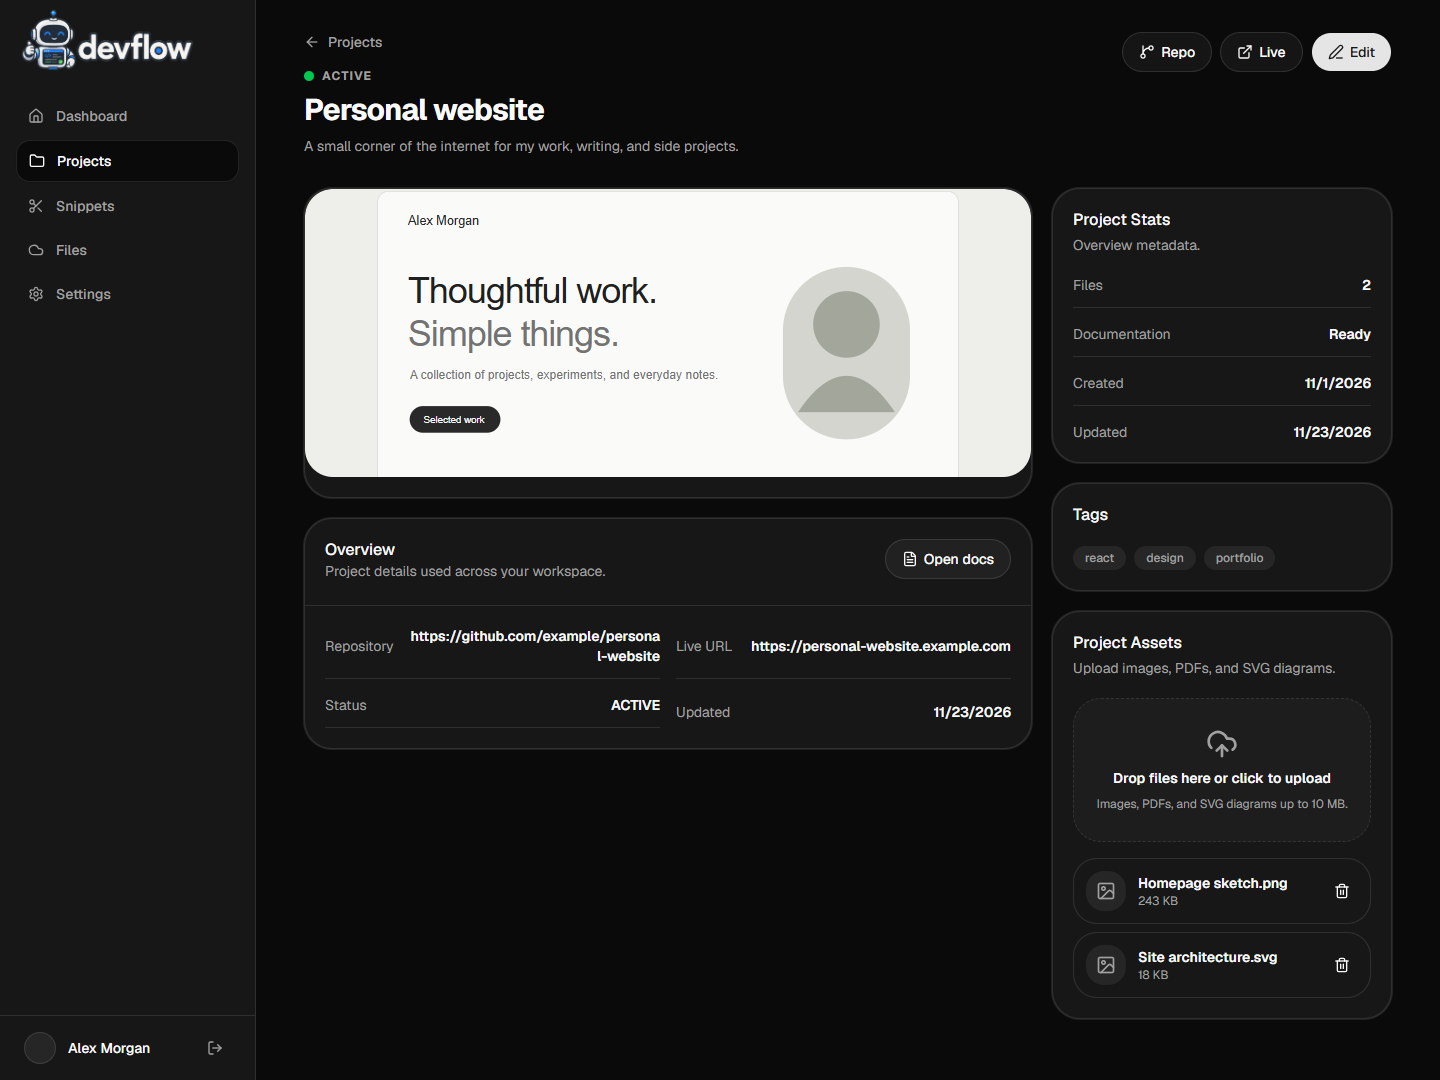 devflow
Dashboard
Projects
Snippets
Files
Settings
Alex Morgan
Projects
ACTIVE
Personal website
A small corner of the internet for my work, writing, and side projects.
Repo
Live
Edit
Alex Morgan
Thoughtful work.
Simple things.
A collection of projects, experiments, and everyday notes.
Selected work
Overview
Project details used across your workspace.
Open docs
Repository
https://github.com/example/persona
l-website
Live URL
https://personal-website.example.com
Status
ACTIVE
Updated
11/23/2026
Project Stats
Overview metadata.
Files
2
Documentation
Ready
Created
11/1/2026
Updated
11/23/2026
Tags
react
design
portfolio
Project Assets
Upload images, PDFs, and SVG diagrams.
Drop files here or click to upload
Images, PDFs, and SVG diagrams up to 10 MB.
Homepage sketch.png
243 KB
Site architecture.svg
18 KB